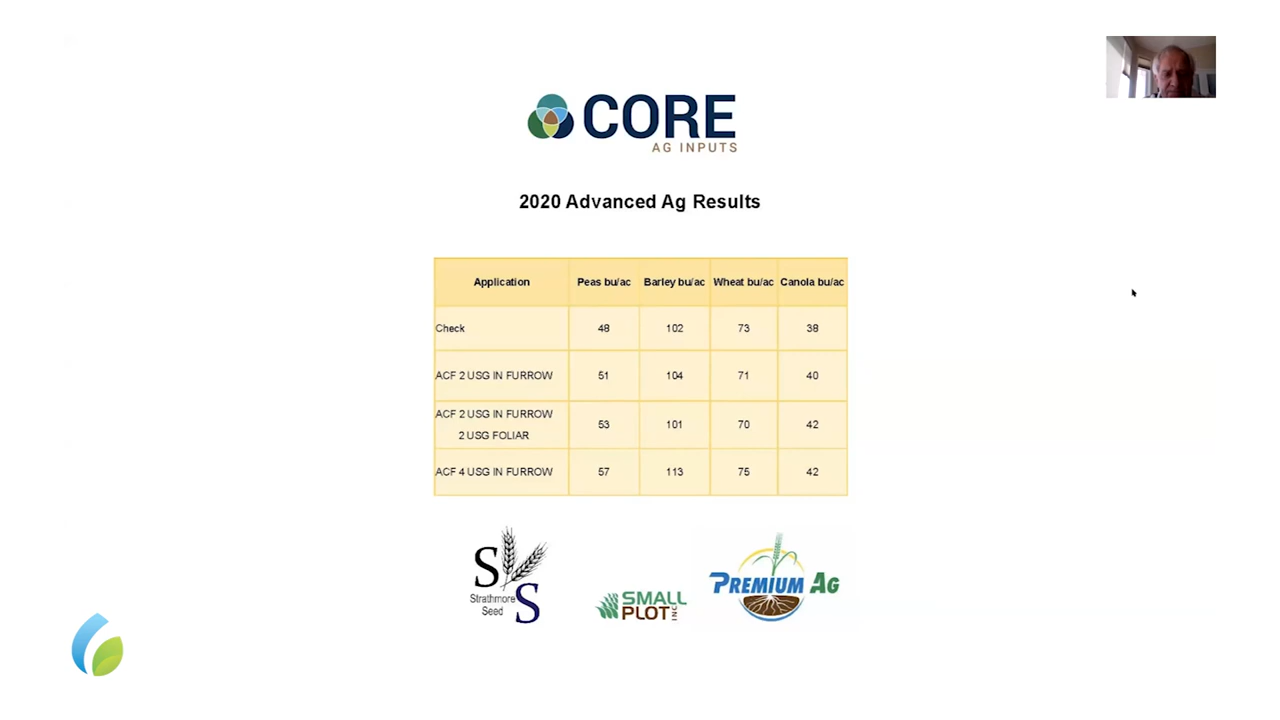 CORE
AG INPUTS
2020 Advanced Ag Results
Application Peas bu/ac Barley bu/ac Wheat bu/ac Canola bu/ac
Check 48 102 73 38
ACF 2 USG IN FURROW 51 104 71 40
ACF 2 USG IN FURROW
2 USG FOLIAR 53 101 70 42
ACF 4 USG IN FURROW 57 113 75 42
S S
Strathmore
Seed
SMALL
PLOT INC
PREMIUM AG